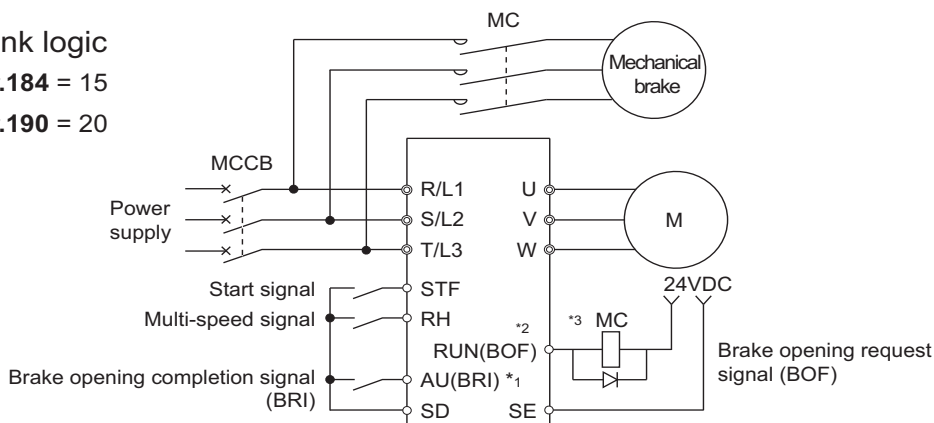 MC
nk logic
.184 = 15
.190 = 20
Mechanical
brake
MCCB
Power
supply
R/L1
S/L2
T/L3
U
V
W
M
24VDC
Start signal
STF
Multi-speed signal
RH
*2
RUN(BOF)
*3 MC
Brake opening request
signal (BOF)
Brake opening completion signal
(BRI)
AU(BRI) *1
SD
SE